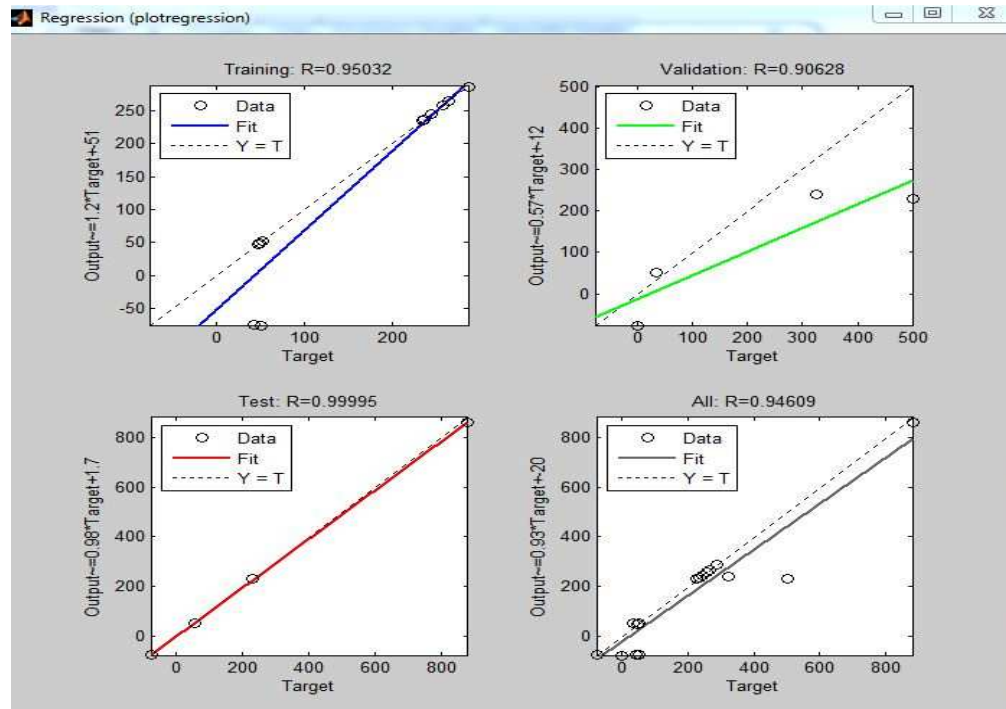 Regression (plotregression)
Training: R=0.95032
Data
Fit
Y = T
Output~=1.2*Target+-51
250
200
150
100
50
0
-50
0
100
200
Target
Validation: R=0.90628
Data
Fit
Y = T
Output~=0.57*Target+-12
500
400
300
200
100
0
0
100
200
300
400
500
Target
Test: R=0.99995
Data
Fit
Y = T
Output~=0.98*Target+1.7
800
600
400
200
0
0
200
400
600
800
Target
All: R=0.94609
Data
Fit
Y = T
Output~=0.93*Target+-20
800
600
400
200
0
0
200
400
600
800
Target